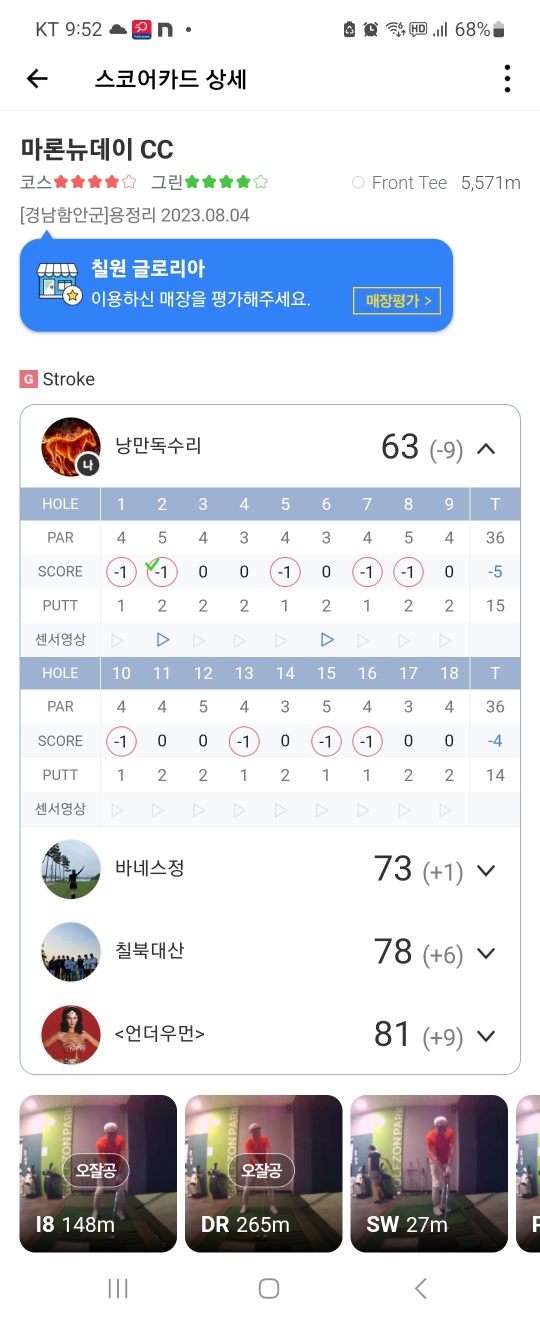 KT 9:52 HD 68%
스코어카드 상세
마론뉴데이 CC
코스 그린 Front Tee 5,571m
[경남함안군]용정리 2023.08.04
칠원 글로리아
이용하신 매장을 평가해주세요. 매장평가 >
G Stroke
낭만독수리 63 (-9)
나
HOLE 1 2 3 4 5 6 7 8 9 T
PAR 4 5 4 3 4 3 4 5 4 36
SCORE -1 -1 0 0 -1 0 -1 -1 0 -5
PUTT 1 2 2 2 1 2 1 2 2 15
센서영상
HOLE 10 11 12 13 14 15 16 17 18 T
PAR 4 4 5 4 3 5 4 3 4 36
SCORE -1 0 0 -1 0 -1 -1 0 0 -4
PUTT 1 2 2 1 2 1 1 2 2 14
센서영상
바네스정 73 (+1)
칠북대산 78 (+6)
<언더우먼> 81 (+9)
오잘공 오잘공
I8 148m DR 265m SW 27m